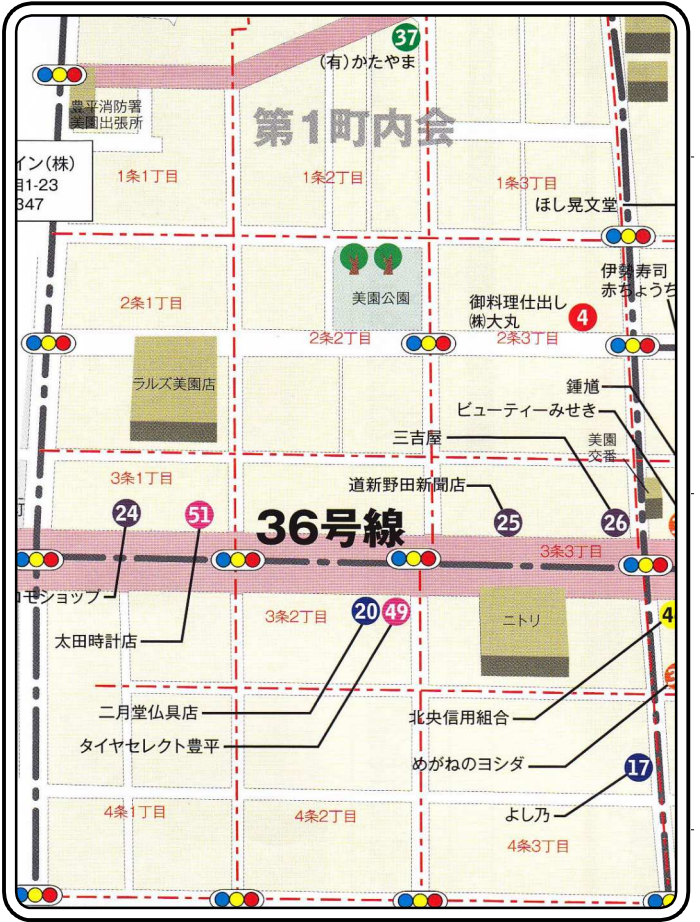 37
(有)かたやま
豊平消防署
美園出張所
第1町内会
イン(株)
目1-23
347
1条1丁目
1条2丁目
1条3丁目
ほし晃文堂
伊勢寿司
赤ちょうち
美園公園
2条1丁目
御料理仕出し
㈱大丸
4
2条2丁目
2条3丁目
ラルズ美園店
鍾馗
ビューティーみせき
三吉屋
美園
交番
3条1丁目
道新野田新聞店
町
24
51
36号線
25
26
3条3丁目
コモショップ
3条2丁目
20
49
ニトリ
4
太田時計店
3
二月堂仏具店
北央信用組合
タイヤセレクト豊平
めがねのヨシダ
17
4条1丁目
4条2丁目
よし乃
4条3丁目